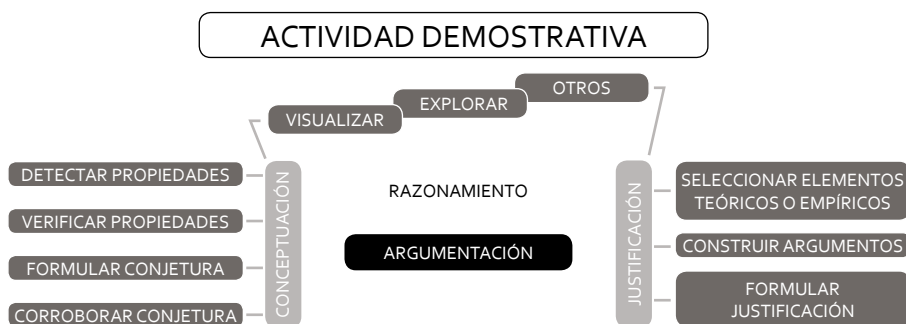 ACTIVIDAD DEMOSTRATIVA
OTROS
EXPLORAR
VISUALIZAR
DETECTAR PROPIEDADES
VERIFICAR PROPIEDADES
FORMULAR CONJETURA
CORROBORAR CONJETURA
CONCEPTUACIÓN
RAZONAMIENTO
ARGUMENTACIÓN
JUSTIFICACIÓN
SELECCIONAR ELEMENTOS
TEÓRICOS O EMPÍRICOS
CONSTRUIR ARGUMENTOS
FORMULAR
JUSTIFICACIÓN